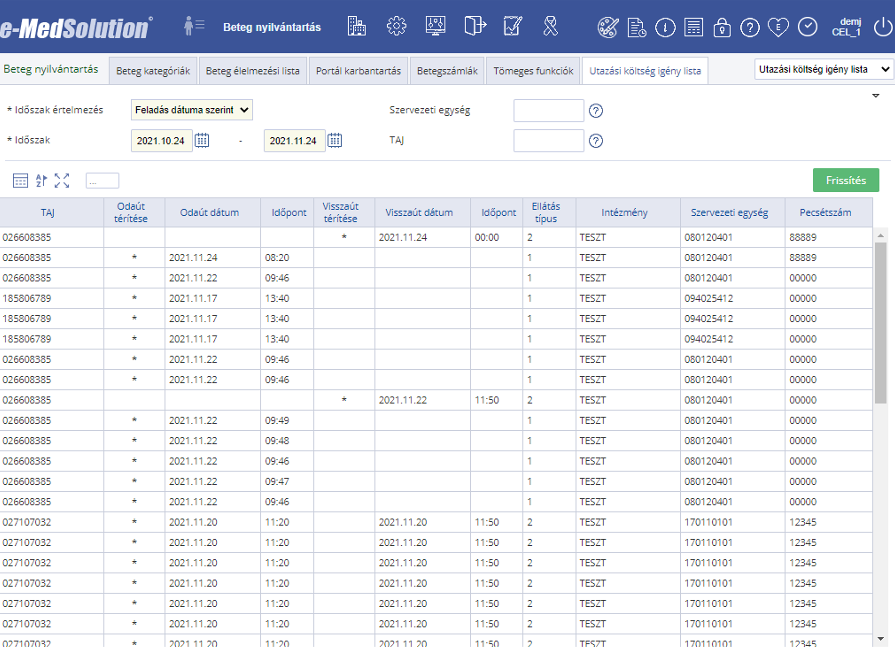 e-MedSolution® Beteg nyilvántartás demj
CEL_1
Beteg nyilvántartás Beteg kategóriák Beteg élelmezési lista Portál karbantartás Betegszámlák Tömeges funkciók Utazási költség igény lista Utazási költség igény lista
* Időszak értelmezés Feladás dátuma szerint Szervezeti egység ?
* Időszak 2021.10.24 - 2021.11.24 TAJ ?
... Frissítés
TAJ Odaút térítése Odaút dátum Időpont Visszaút térítése Visszaút dátum Időpont Ellátás típus Intézmény Szervezeti egység Pecsétszám
026608385 * 2021.11.24 00:00 2 TESZT 080120401 88889
026608385 * 2021.11.24 08:20 1 TESZT 080120401 88889
026608385 * 2021.11.22 09:46 1 TESZT 080120401 00000
185806789 * 2021.11.17 13:40 1 TESZT 094025412 00000
185806789 * 2021.11.17 13:40 1 TESZT 094025412 00000
185806789 * 2021.11.17 13:40 1 TESZT 094025412 00000
026608385 * 2021.11.22 09:46 1 TESZT 080120401 00000
026608385 * 2021.11.22 09:46 1 TESZT 080120401 00000
026608385 * 2021.11.22 11:50 2 TESZT 080120401 00000
026608385 * 2021.11.22 09:49 1 TESZT 080120401 00000
026608385 * 2021.11.22 09:48 1 TESZT 080120401 00000
026608385 * 2021.11.22 09:46 1 TESZT 080120401 00000
026608385 * 2021.11.22 09:47 1 TESZT 080120401 00000
026608385 * 2021.11.22 09:46 1 TESZT 080120401 00000
027107032 * 2021.11.20 11:20 2021.11.20 11:50 2 TESZT 170110101 12345
027107032 * 2021.11.20 11:20 2021.11.20 11:50 2 TESZT 170110101 12345
027107032 * 2021.11.20 11:20 2021.11.20 11:50 2 TESZT 170110101 12345
027107032 * 2021.11.20 11:20 2021.11.20 11:50 2 TESZT 170110101 12345
027107032 * 2021.11.20 11:20 2021.11.20 11:50 2 TESZT 170110101 12345
027107032 * 2021.11.20 11:20 2021.11.20 11:50 2 TESZT 170110101 12345
027107032 * 2021.11.20 11:20 2021.11.20 11:50 2 TESZT 170110101 12345